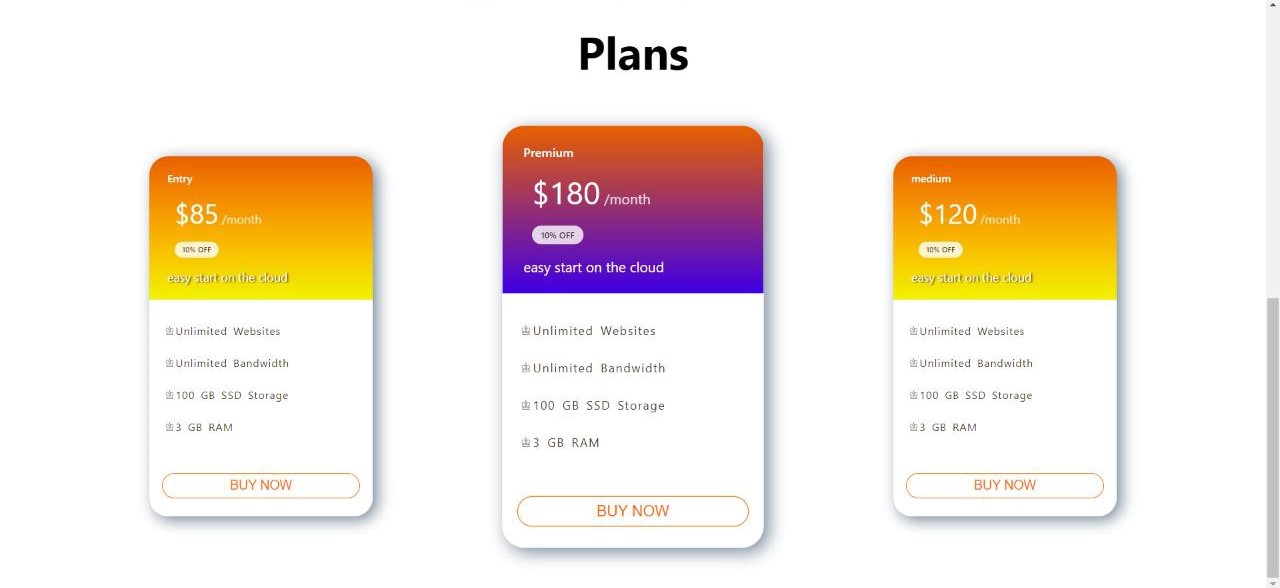 Plans
Entry
$85 /month
10% OFF
easy start on the cloud
♔Unlimited Websites
♔Unlimited Bandwidth
♔100 GB SSD Storage
♔3 GB RAM
BUY NOW
Premium
$180 /month
10% OFF
easy start on the cloud
♔Unlimited Websites
♔Unlimited Bandwidth
♔100 GB SSD Storage
♔3 GB RAM
BUY NOW
medium
$120 /month
10% OFF
easy start on the cloud
♔Unlimited Websites
♔Unlimited Bandwidth
♔100 GB SSD Storage
♔3 GB RAM
BUY NOW